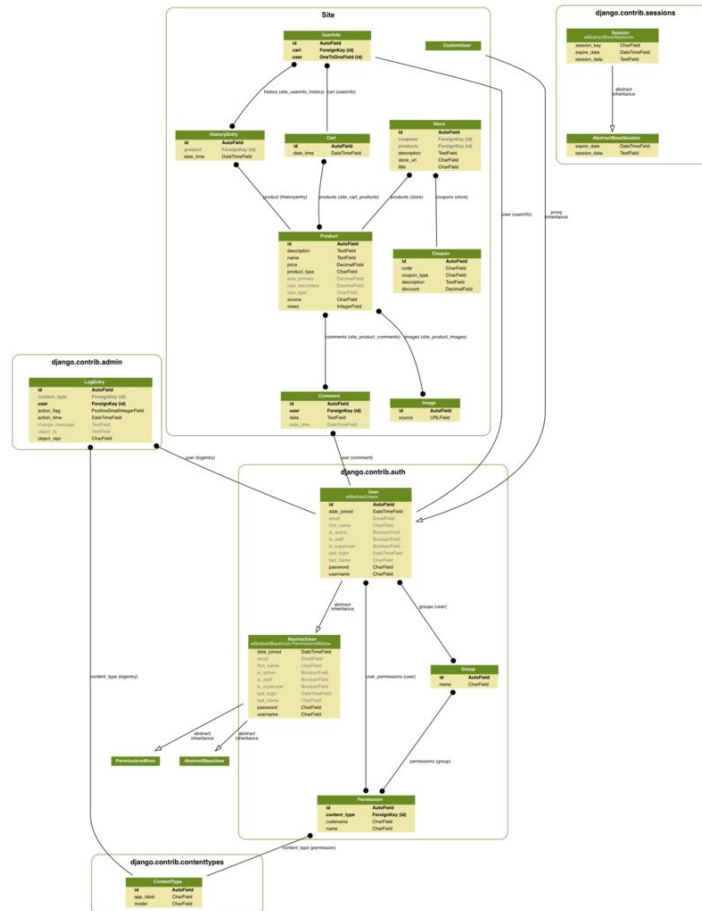 Site
UserInfo
id AutoField
cart ForeignKey (id)
user OneToOneField (id)
CustomUser
history (site_userinfo_history)
cart (userinfo)
HistoryEntry
id AutoField
product ForeignKey (id)
date_time DateTimeField
Cart
id AutoField
date_time DateTimeField
Store
id AutoField
coupons ForeignKey (id)
products ForeignKey (id)
description TextField
store_url CharField
title CharField
product (historyentry)
products (site_cart_products)
products (store)
coupons (store)
user (userinfo)
proxy
inheritance
Product
id AutoField
description TextField
name TextField
price DecimalField
product_type CharField
size_primary DecimalField
size_secondary DecimalField
size_type CharField
source CharField
views IntegerField
Coupon
id AutoField
code CharField
coupon_type CharField
description TextField
discount DecimalField
comments (site_product_comments)
images (site_product_images)
Comment
id AutoField
user ForeignKey (id)
data TextField
date_time DateTimeField
Image
id AutoField
source URLField
user (comment)
django.contrib.sessions
Session
«AbstractBaseSession»
session_key CharField
expire_date DateTimeField
session_data TextField
abstract
inheritance
AbstractBaseSession
expire_date DateTimeField
session_data TextField
django.contrib.admin
LogEntry
id AutoField
content_type ForeignKey (id)
user ForeignKey (id)
action_flag PositiveSmallIntegerField
action_time DateTimeField
change_message TextField
object_id TextField
object_repr CharField
user (logentry)
content_type (logentry)
django.contrib.auth
User
«AbstractUser»
id AutoField
date_joined DateTimeField
email EmailField
first_name CharField
is_active BooleanField
is_staff BooleanField
is_superuser BooleanField
last_login DateTimeField
last_name CharField
password CharField
username CharField
abstract
inheritance
groups (user)
user_permissions (user)
AbstractUser
«AbstractBaseUser,PermissionsMixin»
date_joined DateTimeField
email EmailField
first_name CharField
is_active BooleanField
is_staff BooleanField
is_superuser BooleanField
last_login DateTimeField
last_name CharField
password CharField
username CharField
Group
id AutoField
name CharField
abstract
inheritance
abstract
inheritance
permissions (group)
PermissionsMixin
AbstractBaseUser
Permission
id AutoField
content_type ForeignKey (id)
codename CharField
name CharField
content_type (permission)
django.contrib.contenttypes
ContentType
id AutoField
app_label CharField
model CharField